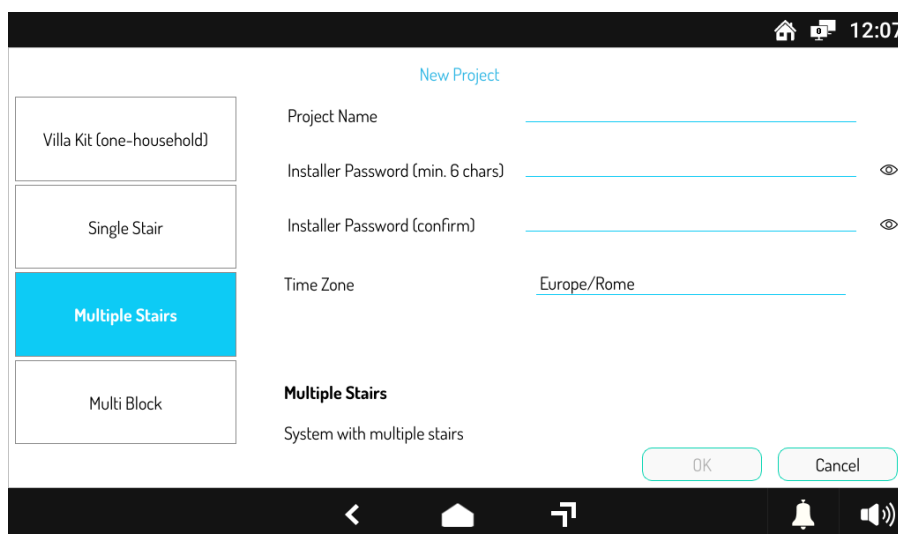 12:07
New Project
Villa Kit (one-household)
Single Stair
Multiple Stairs
Multi Block
Project Name
Installer Password (min. 6 chars)
Installer Password (confirm)
Time Zone
Europe/Rome
Multiple Stairs
System with multiple stairs
OK
Cancel